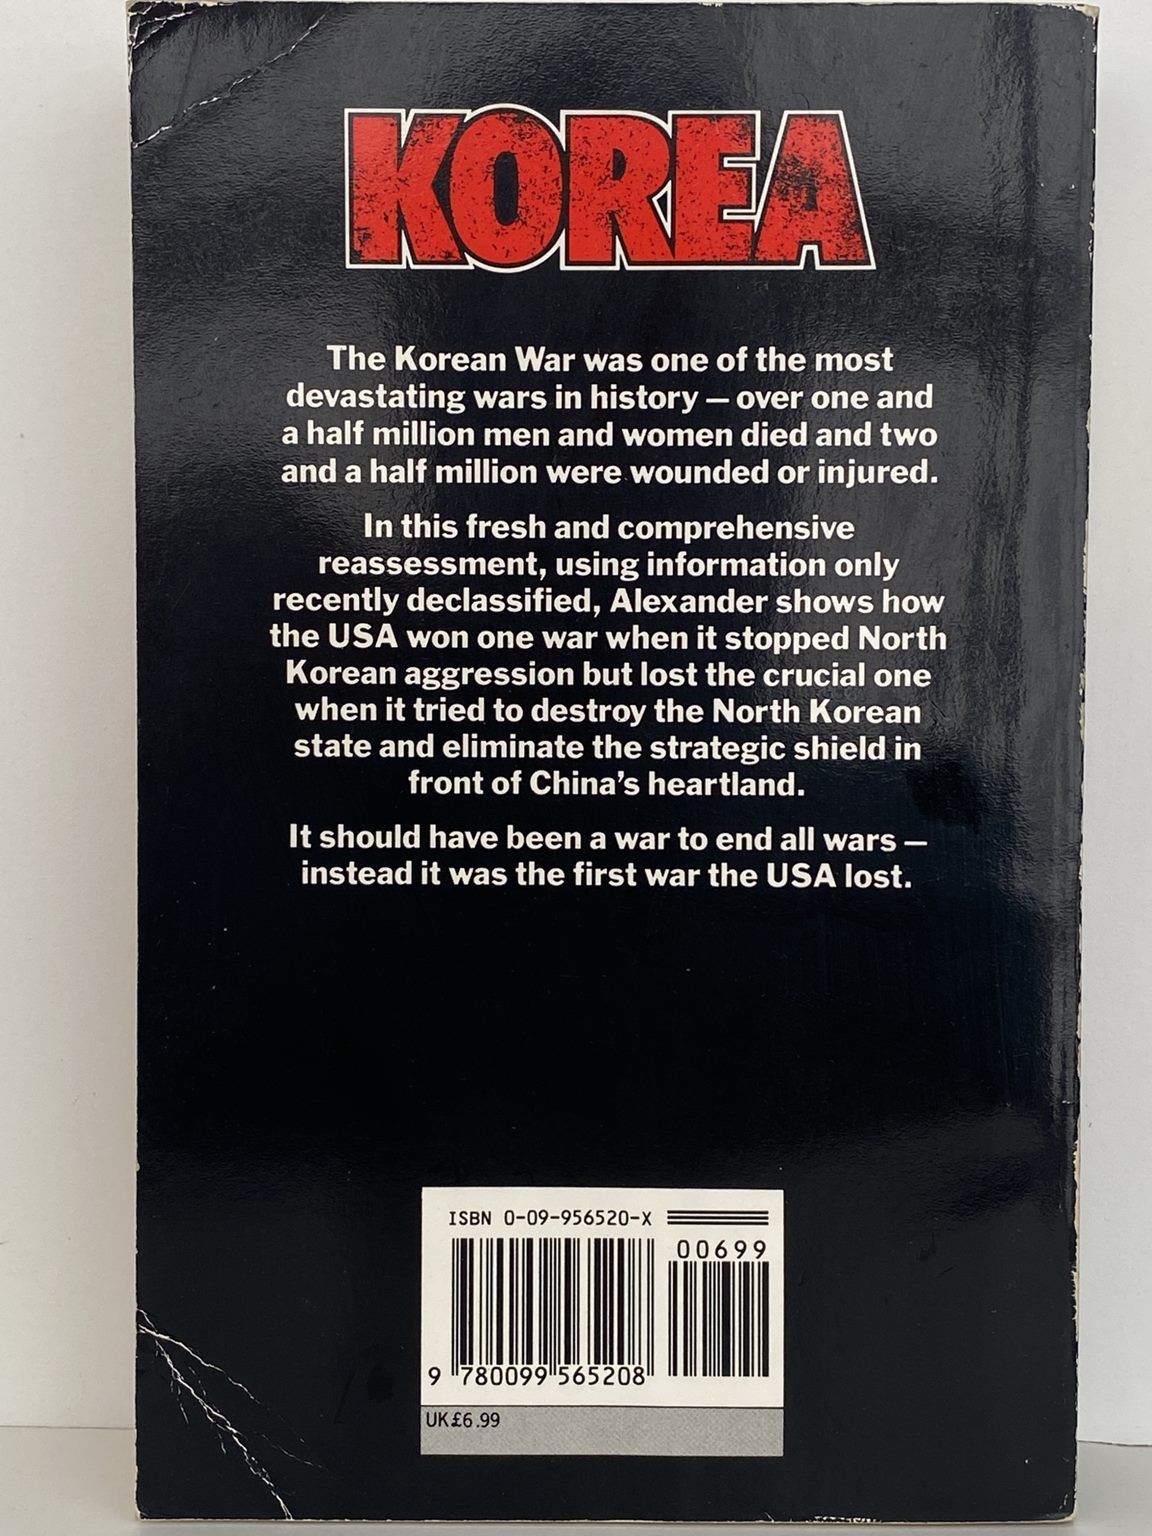 KOREA
The Korean War was one of the most
devastating wars in history — over one and
a half million men and women died and two
and a half million were wounded or injured.
In this fresh and comprehensive
reassessment, using information only
recently declassified, Alexander shows how
the USA won one war when it stopped North
Korean aggression but lost the crucial one
when it tried to destroy the North Korean
state and eliminate the strategic shield in
front of China's heartland.
It should have been a war to end all wars —
instead it was the first war the USA lost.
ISBN 0-09-956520-X
00699
9 780099 565208
UK£6.99